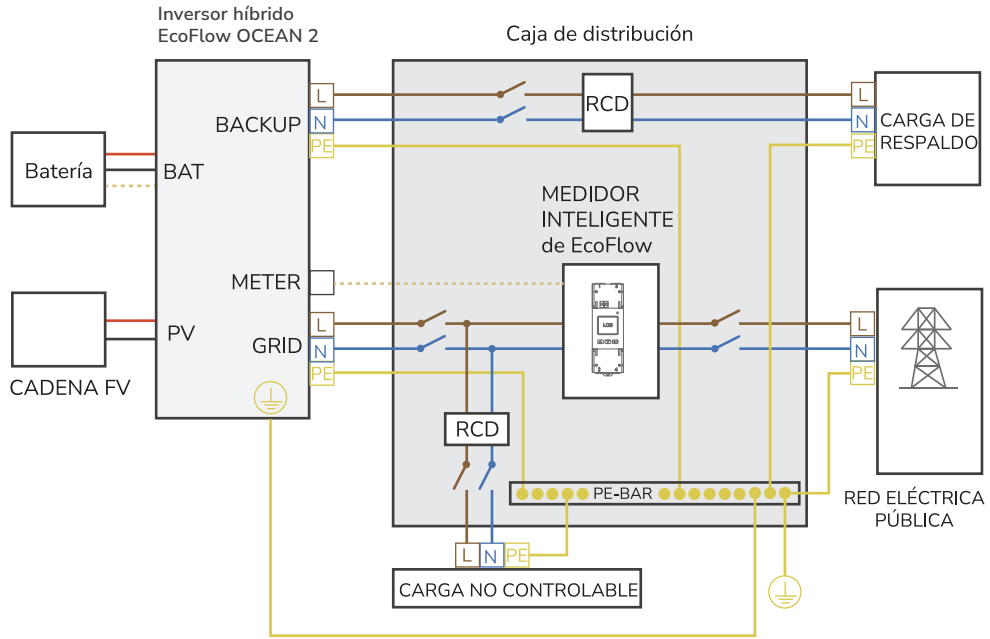 Inversor híbrido
EcoFlow OCEAN 2
Caja de distribución
L
N
PE
BACKUP
RCD
L
N
PE
CARGA DE
RESPALDO
Batería
BAT
MEDIDOR
INTELIGENTE
de EcoFlow
METER
PV
CADENA FV
GRID
L
N
PE
L
N
PE
RCD
PE-BAR
RED ELÉCTRICA
PÚBLICA
L
N
PE
CARGA NO CONTROLABLE